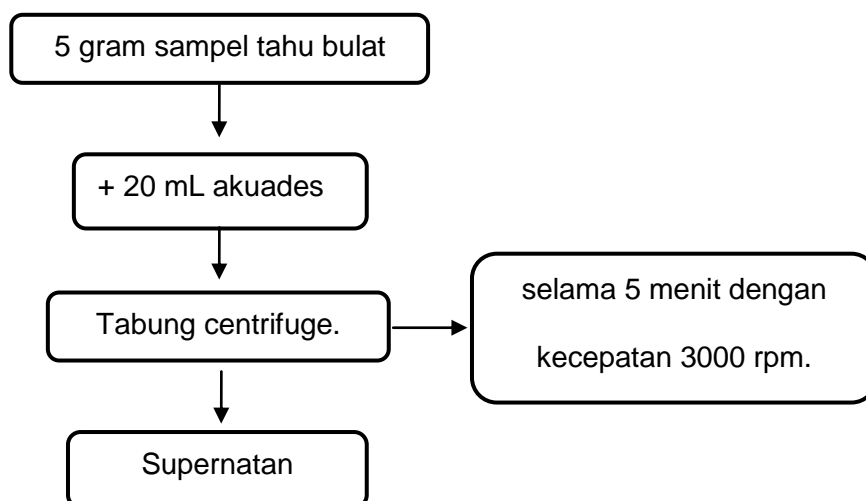 5 gram sampel tahu bulat
+ 20 mL akuades
Tabung centrifuge.
selama 5 menit dengan
kecepatan 3000 rpm.
Supernatan